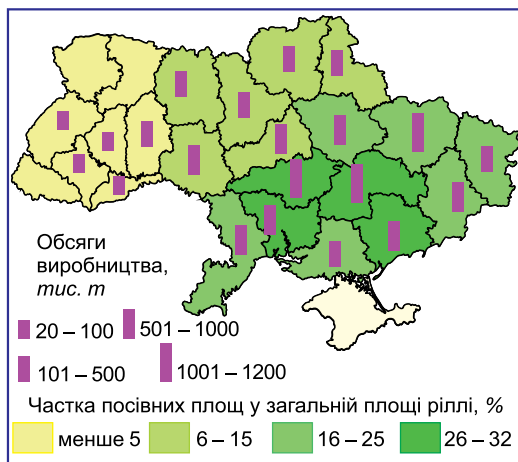 Обсяги
виробництва,
тис. т
20 – 100
501 – 1000
101 – 500
1001 – 1200
Частка посівних площ у загальній площі ріллі, %
менше 5
6 – 15
16 – 25
26 – 32